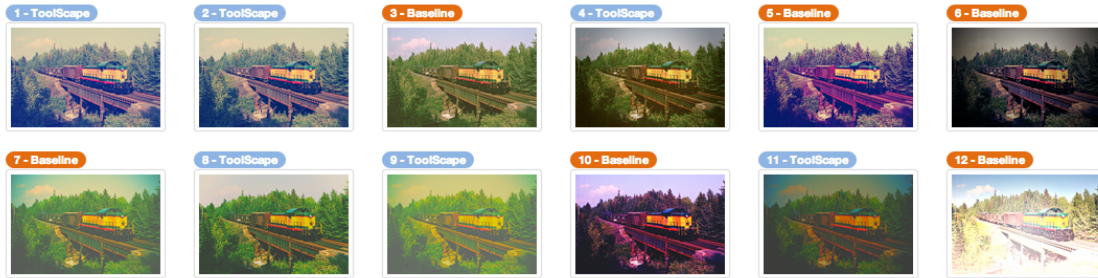 1 - ToolScape
2 - ToolScape
3 - Baseline
4 - ToolScape
5 - Baseline
6 - Baseline
7 - Baseline
8 - ToolScape
9 - ToolScape
10 - Baseline
11 - ToolScape
12 - Baseline